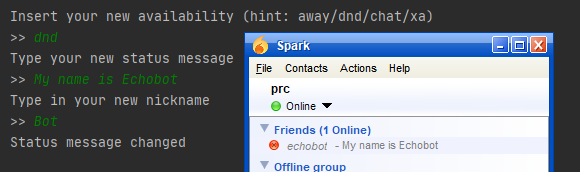 Insert your new availability (hint: away/dnd/chat/xa)
>> dnd
Type your new status message
>> My name is Echobot
Type in your new nickname
>> Bot
Status message changed
Spark
File Contacts Actions Help
prc
Online
Friends (1 Online)
echobot - My name is Echobot
Offline group